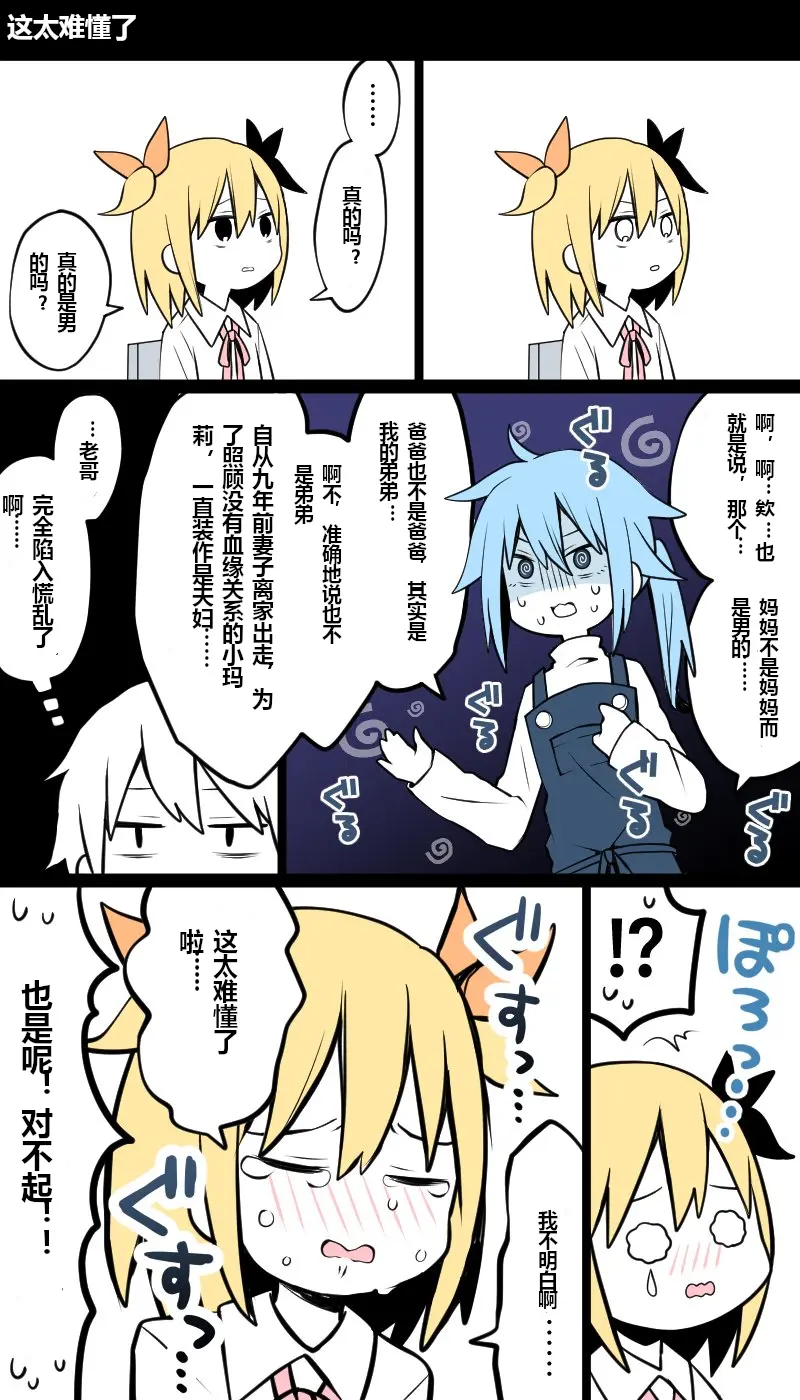 这太难懂了
……
真的吗？
真的是男
的吗？
啊，啊…欸…也
就是说，那个…
妈妈不是妈妈而
是男的……
爸爸也不是爸爸，其实是
我的弟弟…
啊不，准确地说也不
是弟弟
自从九年前妻子离家出走，为
了照顾没有血缘关系的小玛
莉，一直装作是夫妇……
ぐる
ぐる
ぐる
ぐる
ぐる
…老哥
完全陷入慌乱了
啊……
…
!?
ぽろっ…
我不明白啊……
ぐすっ…
这太难懂了
啦……
ぐすっ…
也是呢！对不起！！